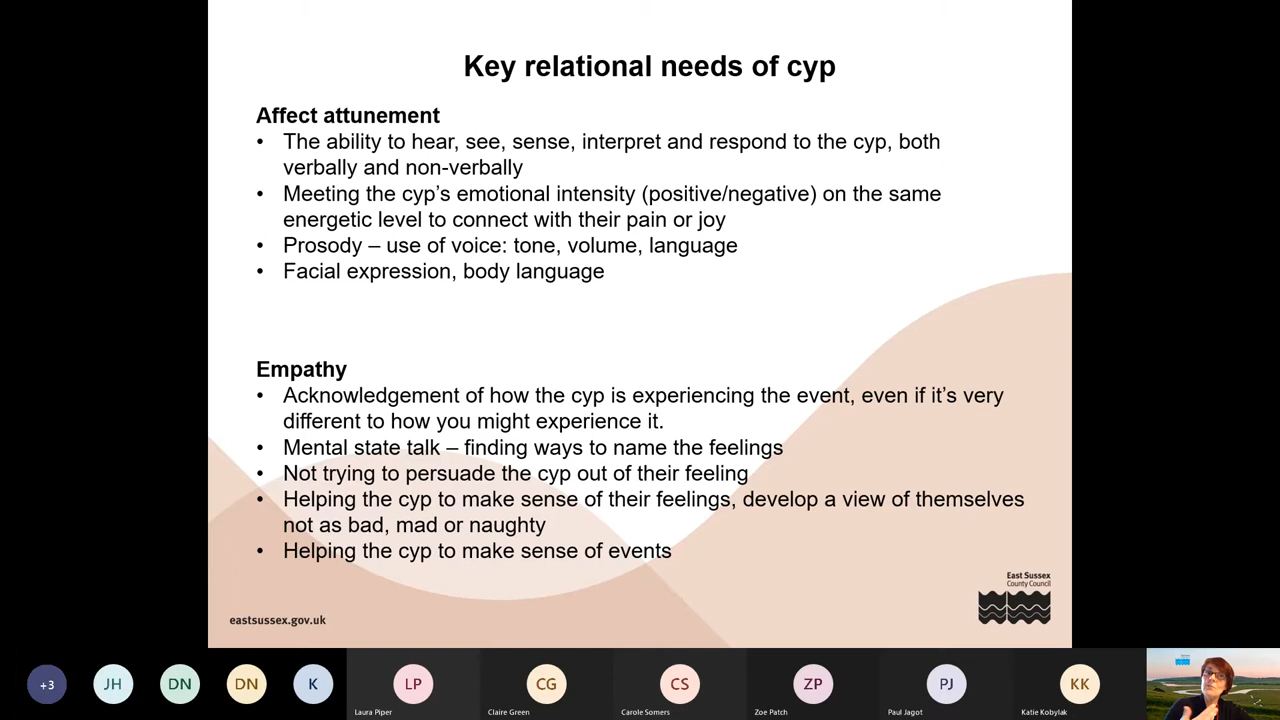 Key relational needs of cyp
Affect attunement
• The ability to hear, see, sense, interpret and respond to the cyp, both
verbally and non-verbally
• Meeting the cyp’s emotional intensity (positive/negative) on the same
energetic level to connect with their pain or joy
• Prosody – use of voice: tone, volume, language
• Facial expression, body language
Empathy
• Acknowledgement of how the cyp is experiencing the event, even if it’s very
different to how you might experience it.
• Mental state talk – finding ways to name the feelings
• Not trying to persuade the cyp out of their feeling
• Helping the cyp to make sense of their feelings, develop a view of themselves
not as bad, mad or naughty
• Helping the cyp to make sense of events
East Sussex
County Council
eastsussex.gov.uk
+3
JH
DN
DN
K
LP
CG
CS
ZP
PJ
KK
Laura Piper
Claire Green
Carole Somers
Zoe Patch
Paul Jagot
Katie Kobylak